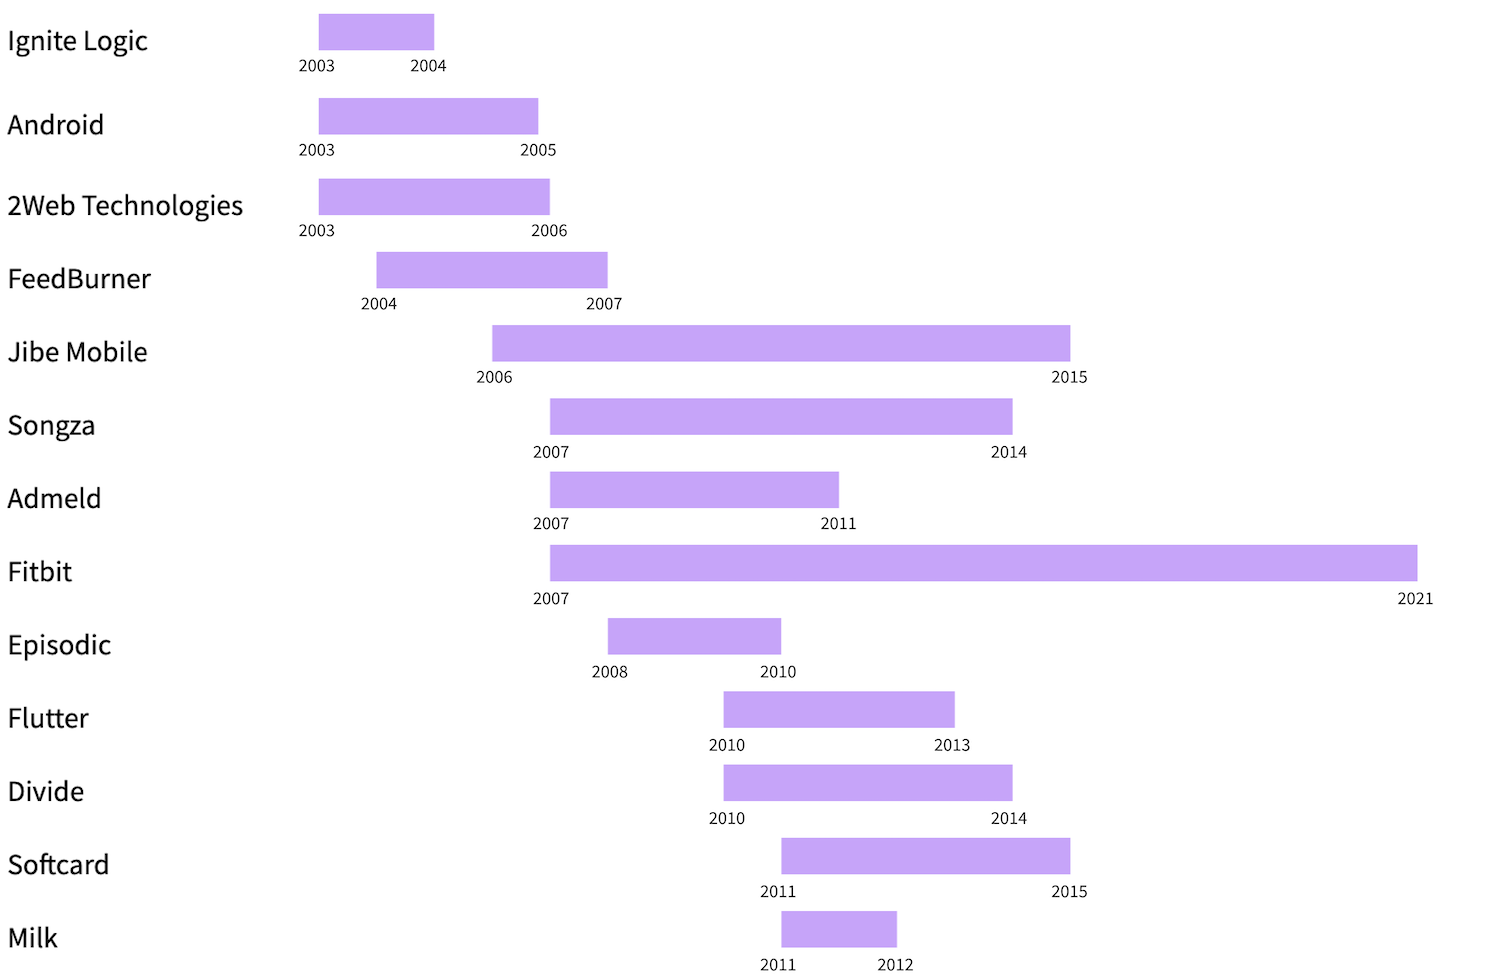 Ignite Logic
2003 2004
Android
2003 2005
2Web Technologies
2003 2006
FeedBurner
2004 2007
Jibe Mobile
2006 2015
Songza
2007 2014
Admeld
2007 2011
Fitbit
2007 2021
Episodic
2008 2010
Flutter
2010 2013
Divide
2010 2014
Softcard
2011 2015
Milk
2011 2012